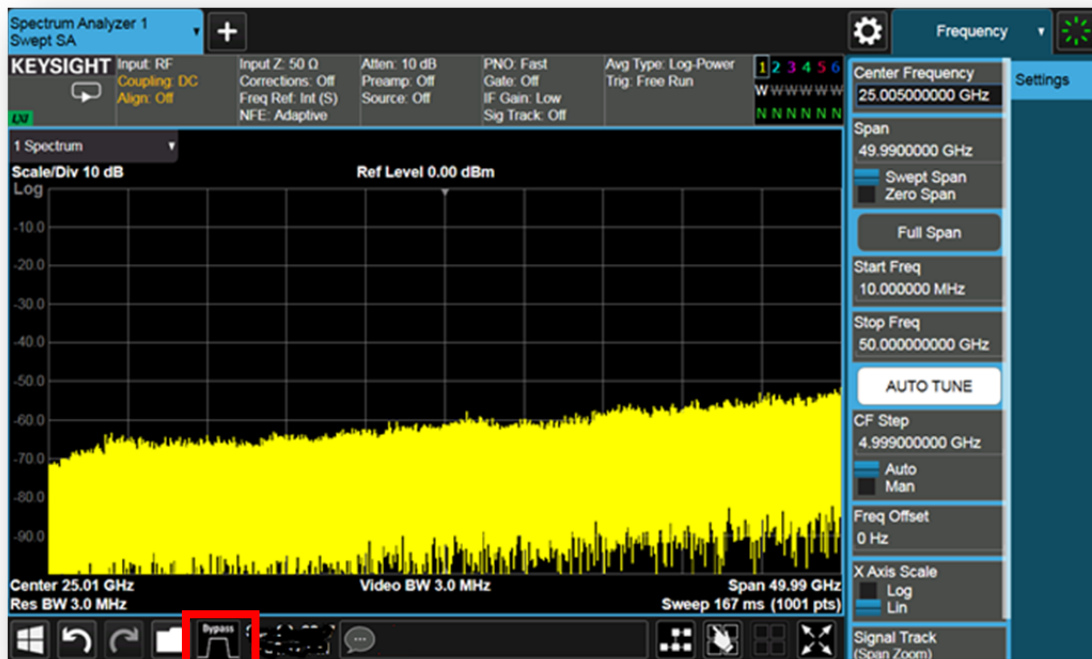 Spectrum Analyzer 1
Swept SA
+
Frequency
KEYSIGHT
Input: RF
Coupling: DC
Align: Off
Input Z: 50 Ω
Corrections: Off
Freq Ref: Int (S)
NFE: Adaptive
Atten: 10 dB
Preamp: Off
Source: Off
PNO: Fast
Gate: Off
IF Gain: Low
Sig Track: Off
Avg Type: Log-Power
Trig: Free Run
1 2 3 4 5 6
W W W W W W
N N N N N N
LXI
1 Spectrum
Scale/Div 10 dB
Ref Level 0.00 dBm
Log
-10.0
-20.0
-30.0
-40.0
-50.0
-60.0
-70.0
-80.0
-90.0
Center 25.01 GHz
Video BW 3.0 MHz
Span 49.99 GHz
Res BW 3.0 MHz
Sweep 167 ms (1001 pts)
Bypass
Center Frequency
25.005000000 GHz
Settings
Span
49.9900000 GHz
Swept Span
Zero Span
Full Span
Start Freq
10.000000 MHz
Stop Freq
50.000000000 GHz
AUTO TUNE
CF Step
4.999000000 GHz
Auto
Man
Freq Offset
0 Hz
X Axis Scale
Log
Lin
Signal Track
(Span Zoom)